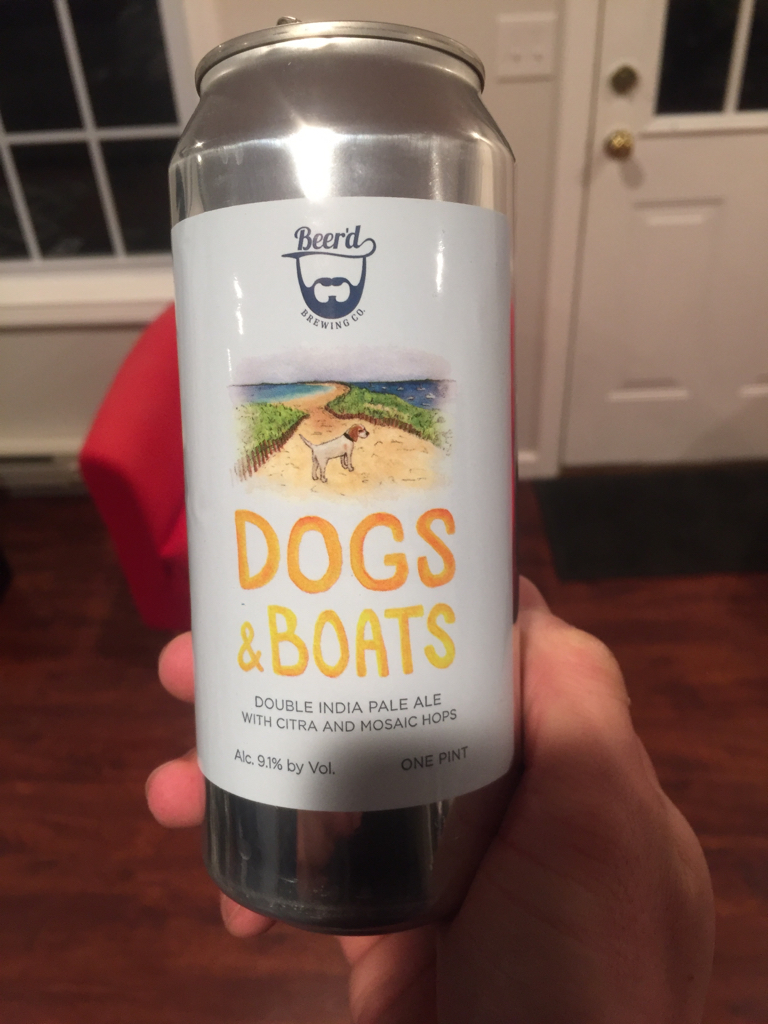 Beer'd
BREWING CO.
DOGS
& BOATS
DOUBLE INDIA PALE ALE
WITH CITRA AND MOSAIC HOPS
Alc. 9.1% by Vol. ONE PINT